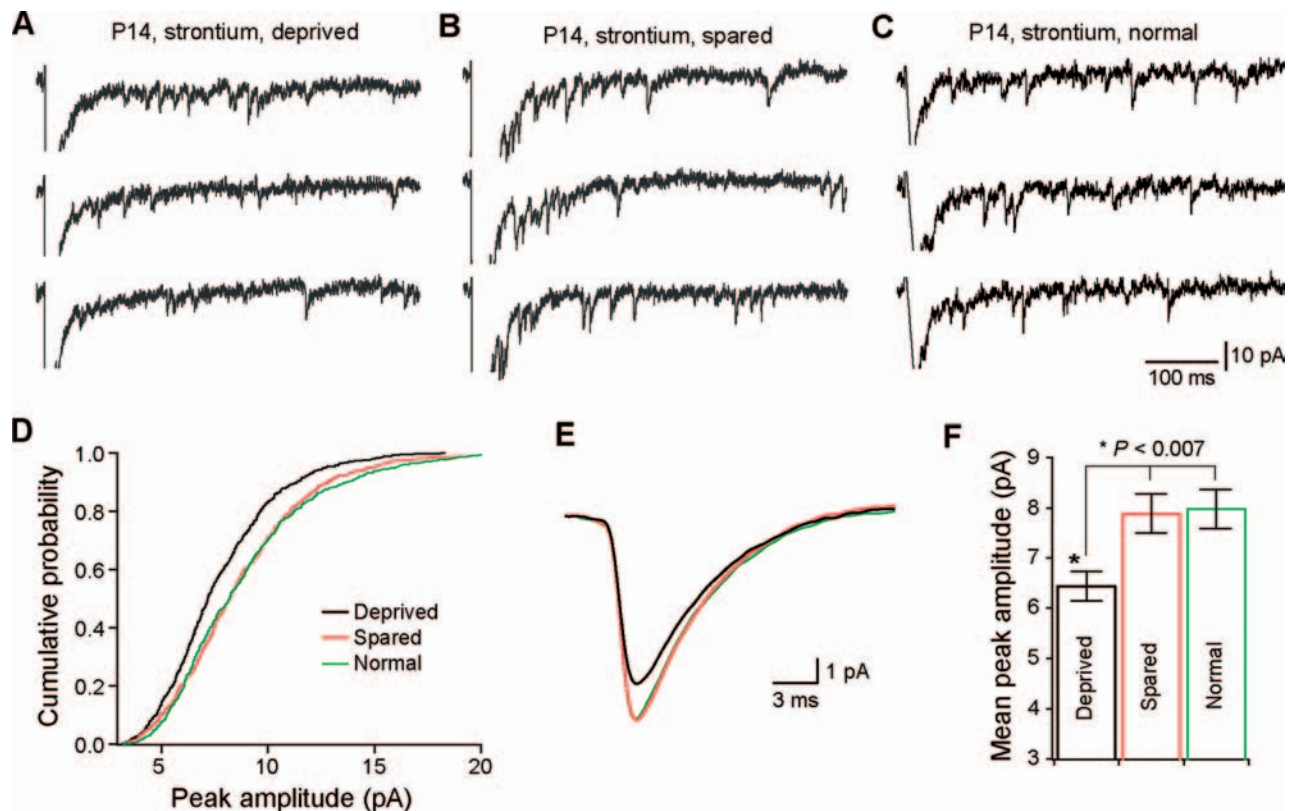 A
P14, strontium, deprived
B
P14, strontium, spared
C
P14, strontium, normal
10 pA
100 ms
D
Cumulative probability
1.0
0.8
0.6
0.4
0.2
0.0
5
10
15
20
Peak amplitude (pA)
Deprived
Spared
Normal
E
1 pA
3 ms
F
* P < 0.007
Mean peak amplitude (pA)
9
8
7
6
5
4
3
*
Deprived
Spared
Normal